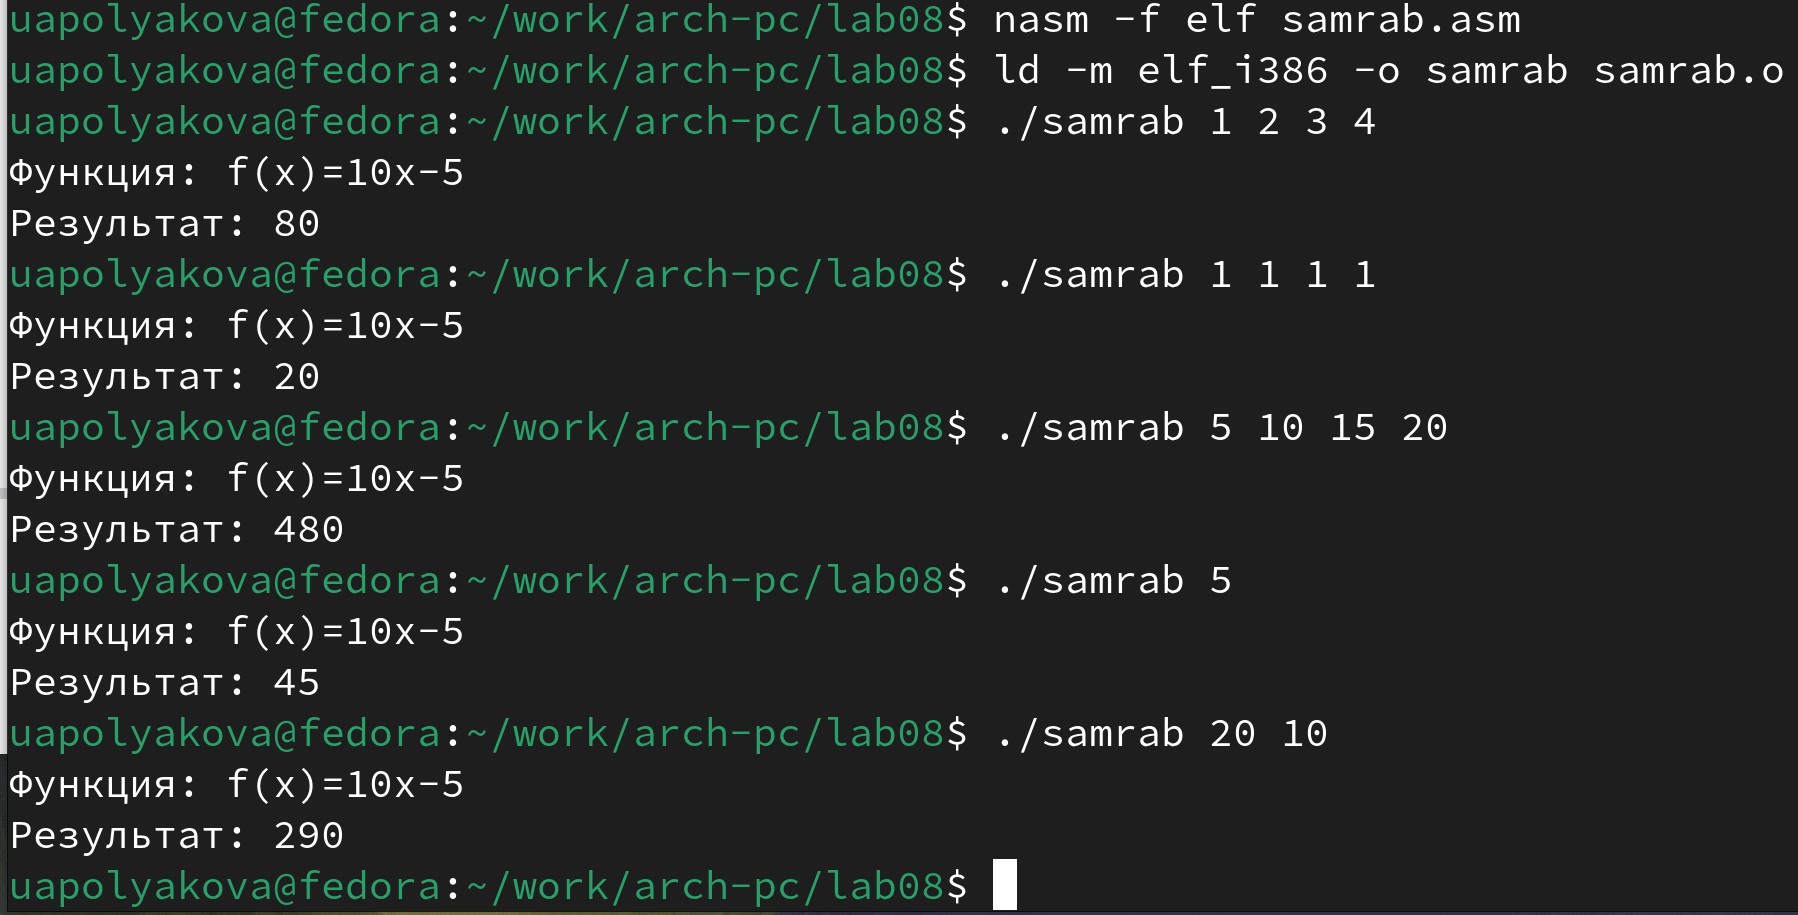 uapolyakova@fedora:~/work/arch-pc/lab08$ nasm -f elf samrab.asm
uapolyakova@fedora:~/work/arch-pc/lab08$ ld -m elf_i386 -o samrab samrab.o
uapolyakova@fedora:~/work/arch-pc/lab08$ ./samrab 1 2 3 4
Функция: f(x)=10x-5
Результат: 80
uapolyakova@fedora:~/work/arch-pc/lab08$ ./samrab 1 1 1 1
Функция: f(x)=10x-5
Результат: 20
uapolyakova@fedora:~/work/arch-pc/lab08$ ./samrab 5 10 15 20
Функция: f(x)=10x-5
Результат: 480
uapolyakova@fedora:~/work/arch-pc/lab08$ ./samrab 5
Функция: f(x)=10x-5
Результат: 45
uapolyakova@fedora:~/work/arch-pc/lab08$ ./samrab 20 10
Функция: f(x)=10x-5
Результат: 290
uapolyakova@fedora:~/work/arch-pc/lab08$